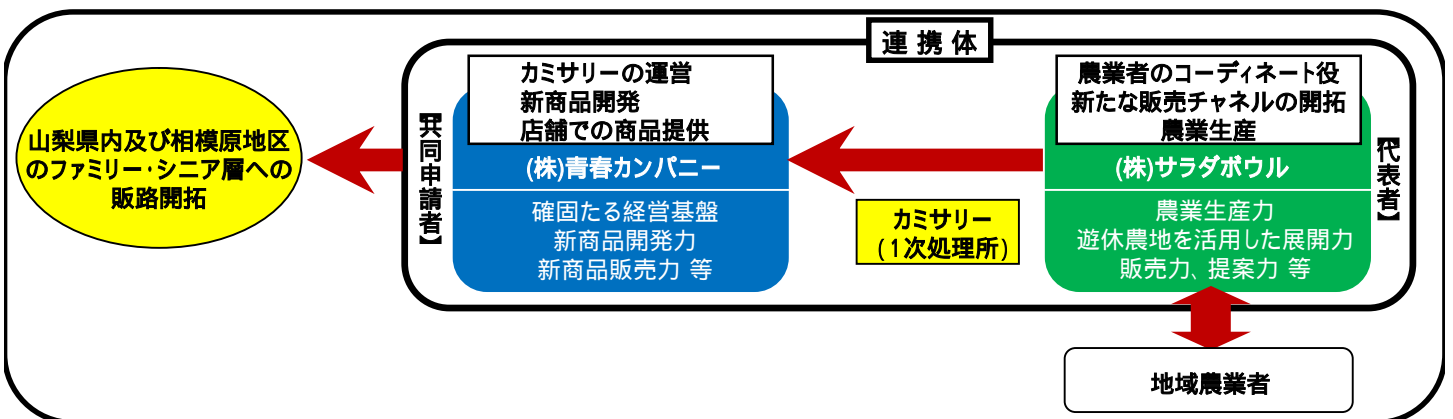 連携体
山梨県内及び相模原地区
のファミリー・シニア層への
販路開拓
【共同申請者】
カミサリーの運営
新商品開発
店舗での商品提供
(株)青春カンパニー
確固たる経営基盤
新商品開発力
新商品販売力 等
カミサリー
(1次処理所)
農業者のコーディネート役
新たな販売チャネルの開拓
農業生産
(株)サラダボウル
農業生産力
遊休農地を活用した展開力
販売力、提案力 等
【代表者】
地域農業者